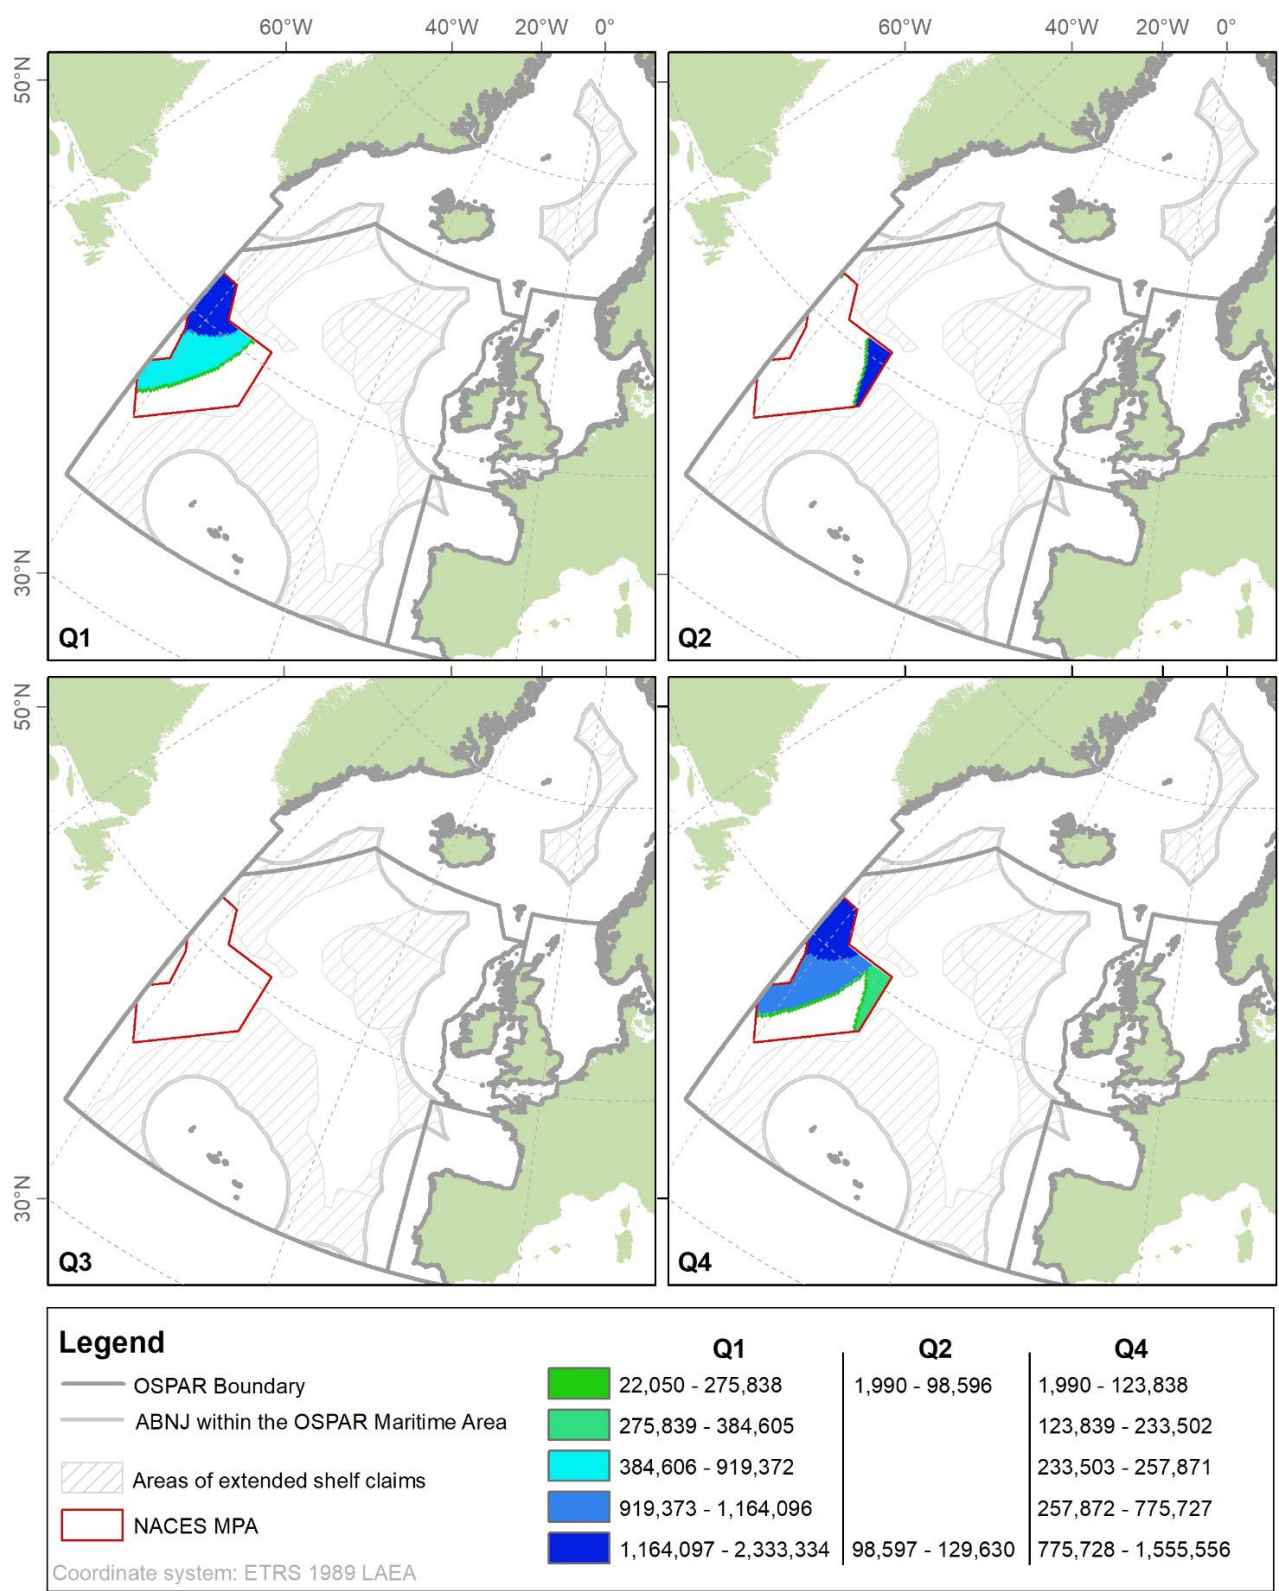 60°W 40°W 20°W 0° 60°W 40°W 20°W 0°
50°N
30°N
Q1 Q2
50°N
30°N
Q3 Q4
Legend
OSPAR Boundary
ABNJ within the OSPAR Maritime Area
Areas of extended shelf claims
NACES MPA
Coordinate system: ETRS 1989 LAEA
Q1 Q2 Q4
22,050 - 275,838 1,990 - 98,596 1,990 - 123,838
275,839 - 384,605 123,839 - 233,502
384,606 - 919,372 233,503 - 257,871
919,373 - 1,164,096 257,872 - 775,727
1,164,097 - 2,333,334 98,597 - 129,630 775,728 - 1,555,556